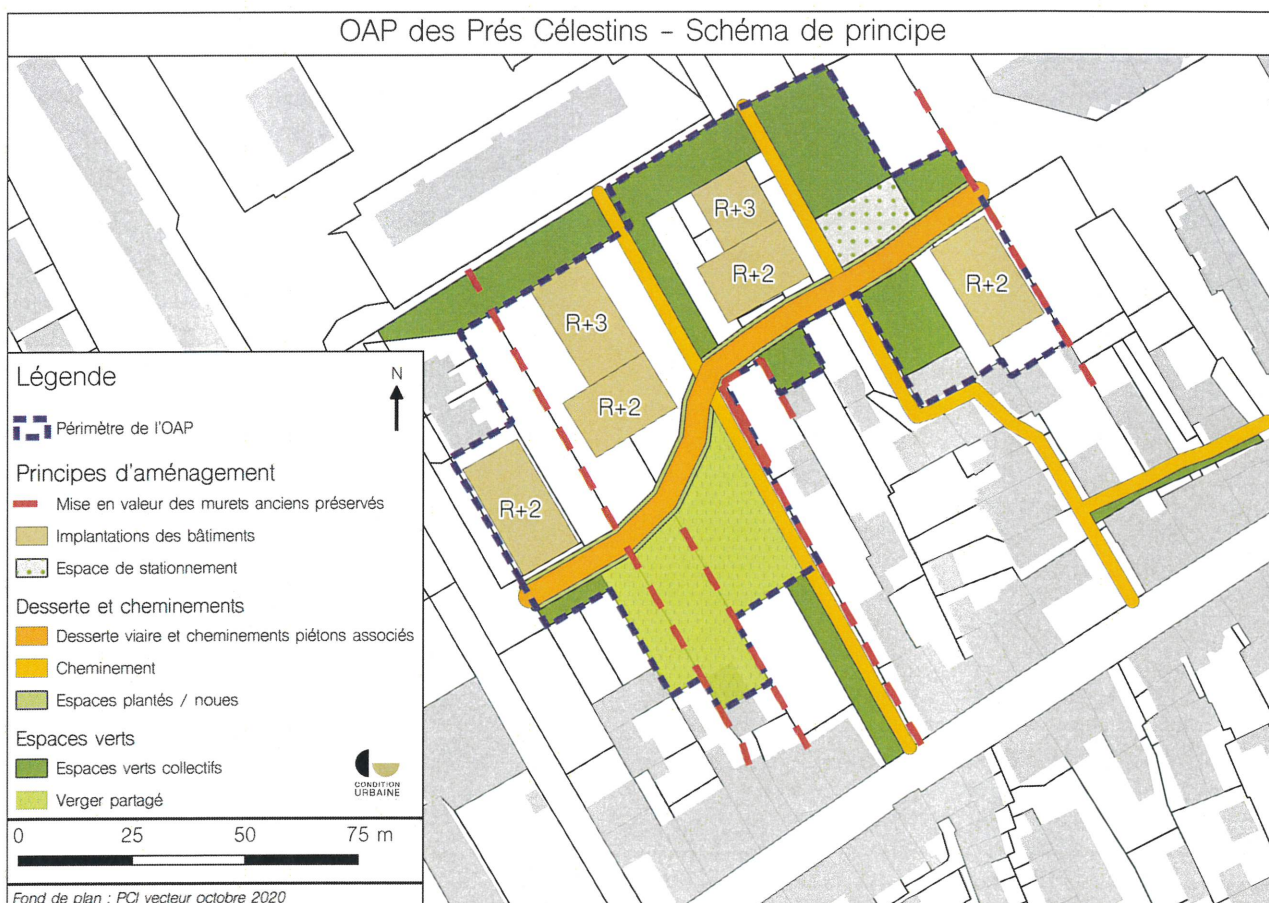 OAP des Prés Célestins - Schéma de principe
R+3
R+2
R+3
R+2
R+2
R+2
Légende
N
Périmètre de l'OAP
Principes d'aménagement
Mise en valeur des murets anciens préservés
Implantations des bâtiments
Espace de stationnement
Desserte et cheminements
Desserte viaire et cheminements piétons associés
Cheminement
Espaces plantés / noues
Espaces verts
Espaces verts collectifs
Verger partagé
CONDITION
URBAINE
0 25 50 75 m
Fond de plan : PCI vecteur octobre 2020